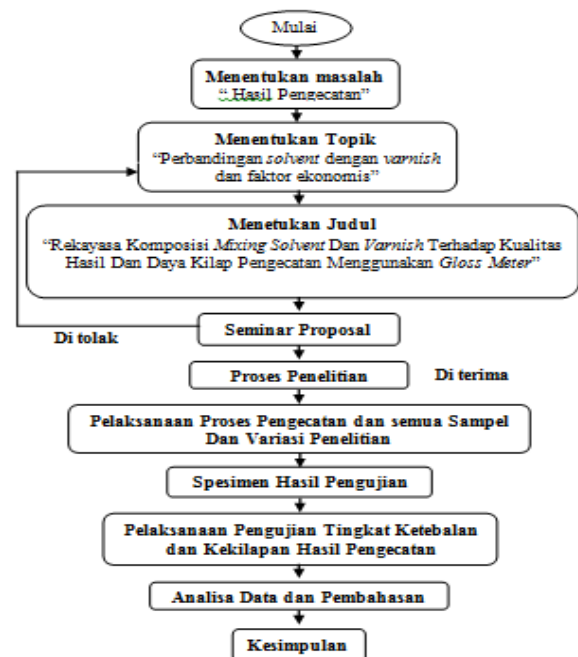 Mulai
Menentukan masalah
“ Hasil Pengecatan”
Menentukan Topik
“Perbandingan solvent dengan varnish
dan faktor ekonomis”
Menetukan Judul
“Rekayasa Komposisi Mixing Solvent Dan Varnish Terhadap Kualitas
Hasil Dan Daya Kilap Pengecatan Menggunakan Gloss Meter”
Seminar Proposal
Di tolak
Proses Penelitian
Di terima
Pelaksanaan Proses Pengecatan dan semua Sampel
Dan Variasi Penelitian
Spesimen Hasil Pengujian
Pelaksanaan Pengujian Tingkat Ketebalan
dan Kekilapan Hasil Pengecatan
Analisa Data dan Pembahasan
Kesimpulan